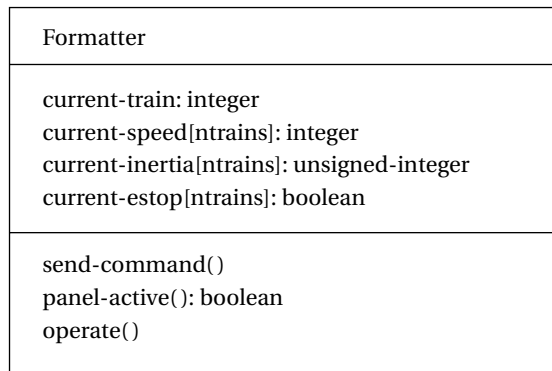 Formatter
current-train: integer
current-speed[ntrains]: integer
current-inertia[ntrains]: unsigned-integer
current-estop[ntrains]: boolean
send-command()
panel-active(): boolean
operate()